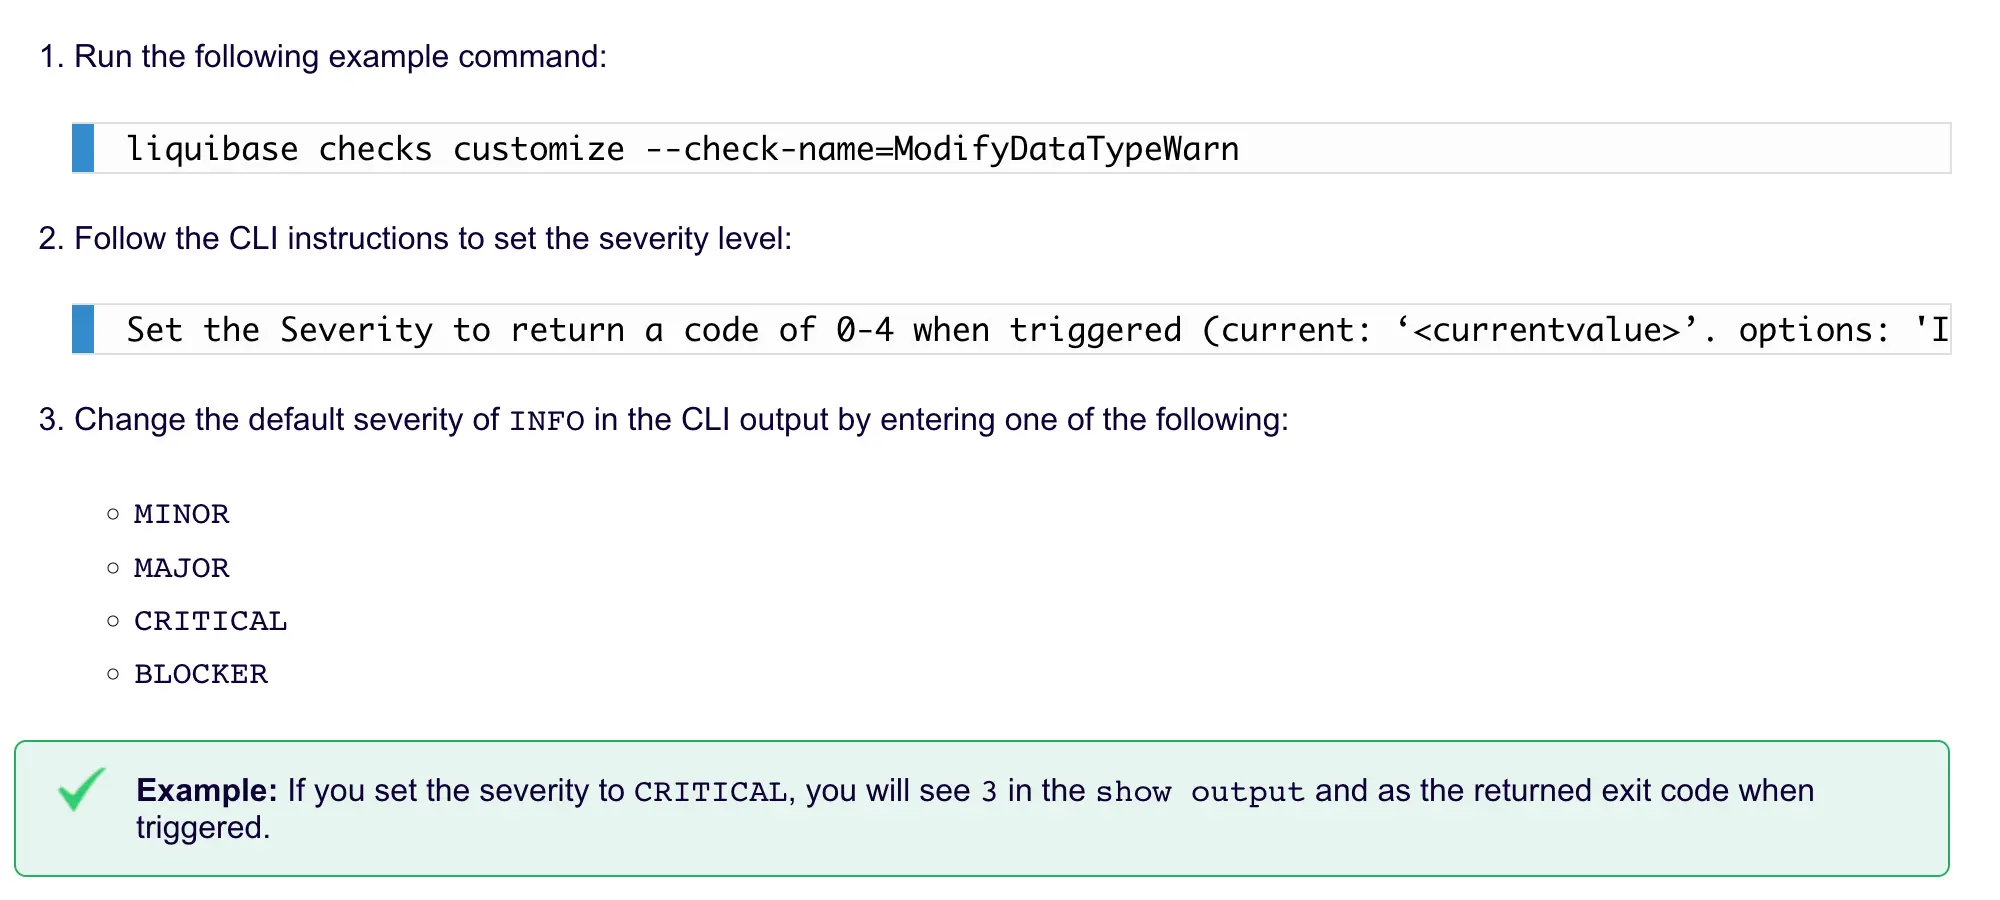 1. Run the following example command:
liquibase checks customize --check-name=ModifyDataTypeWarn
2. Follow the CLI instructions to set the severity level:
Set the Severity to return a code of 0-4 when triggered (current: ‘<currentvalue>’. options: 'I
3. Change the default severity of INFO in the CLI output by entering one of the following:
MINOR
MAJOR
CRITICAL
BLOCKER
Example: If you set the severity to CRITICAL, you will see 3 in the show output and as the returned exit code when
triggered.